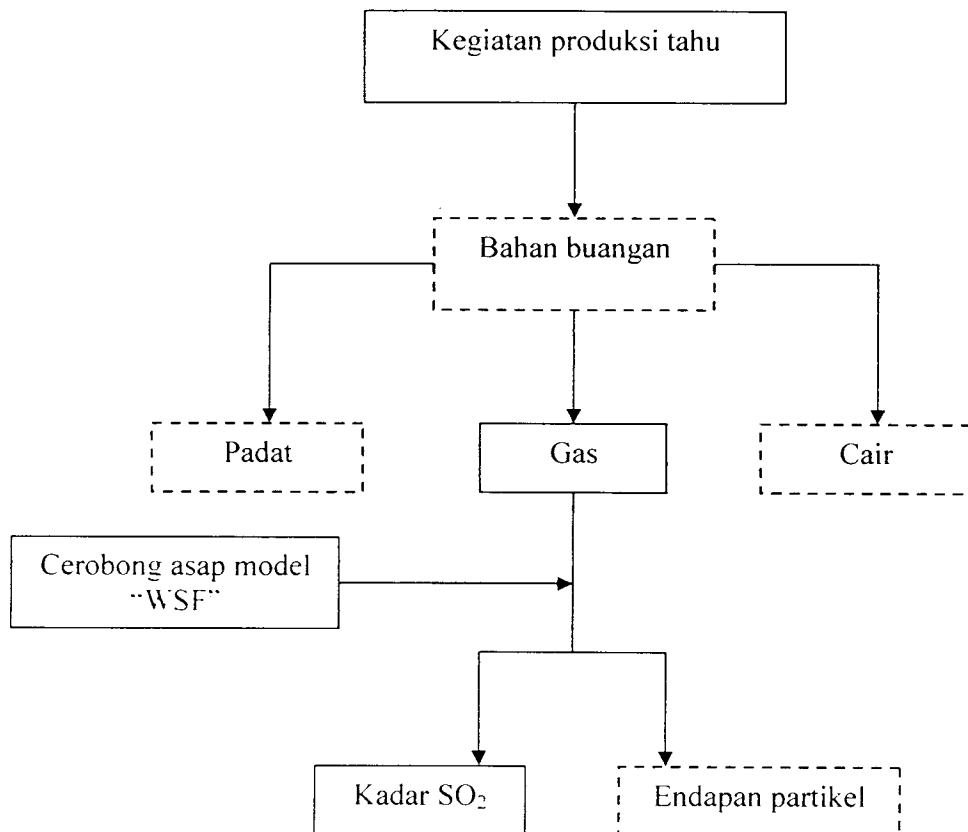 Kegiatan produksi tahu
Bahan buangan
Padat
Gas
Cair
Cerobong asap model
"WSF"
Kadar SO₂
Endapan partikel